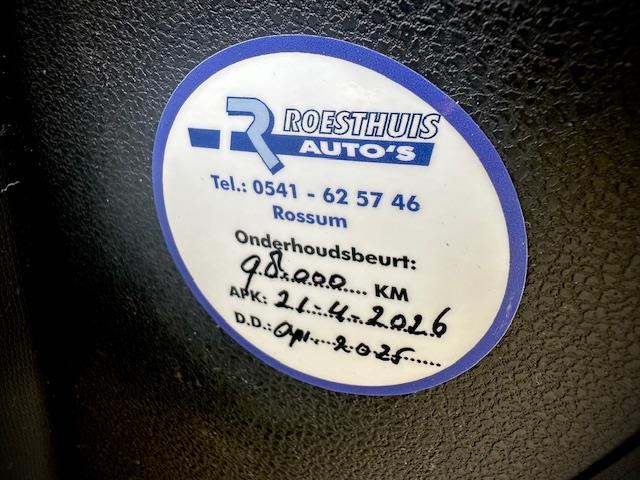 ROESTHUIS
AUTO'S
Tel.: 0541 - 62 57 46
Rossum
Onderhoudsbeurt:
98.000 KM
APK: 21-4-2026
D.D.: apr. 2025